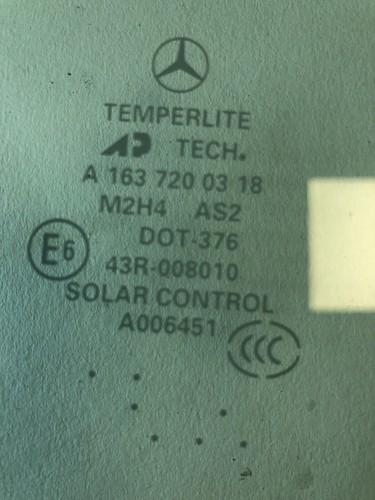 TEMPERLITE
AP TECH.
A 163 720 03 18
M2H4 AS2
DOT-376
E6 43R-008010
SOLAR CONTROL
A006451
CCC